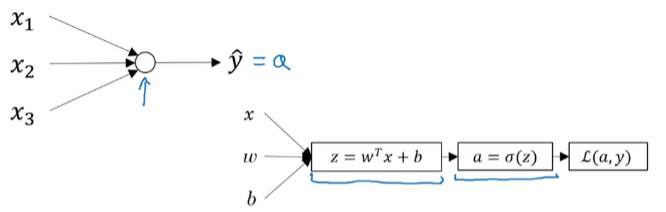 x₁
x₂
x₃
ŷ = a
x
w
b
z = wᵀx + b
a = σ(z)
ℒ(a, y)